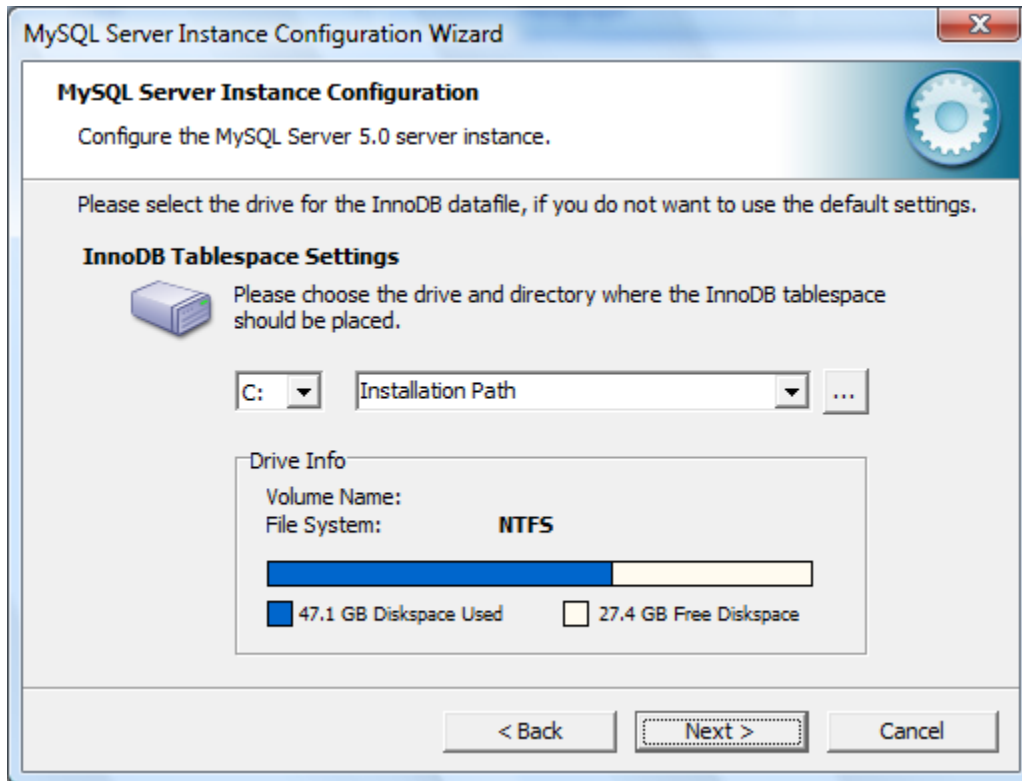 MySQL Server Instance Configuration Wizard
MySQL Server Instance Configuration
Configure the MySQL Server 5.0 server instance.
Please select the drive for the InnoDB datafile, if you do not want to use the default settings.
InnoDB Tablespace Settings
Please choose the drive and directory where the InnoDB tablespace
should be placed.
C: Installation Path ...
Drive Info
Volume Name:
File System: NTFS
47.1 GB Diskspace Used 27.4 GB Free Diskspace
< Back Next > Cancel